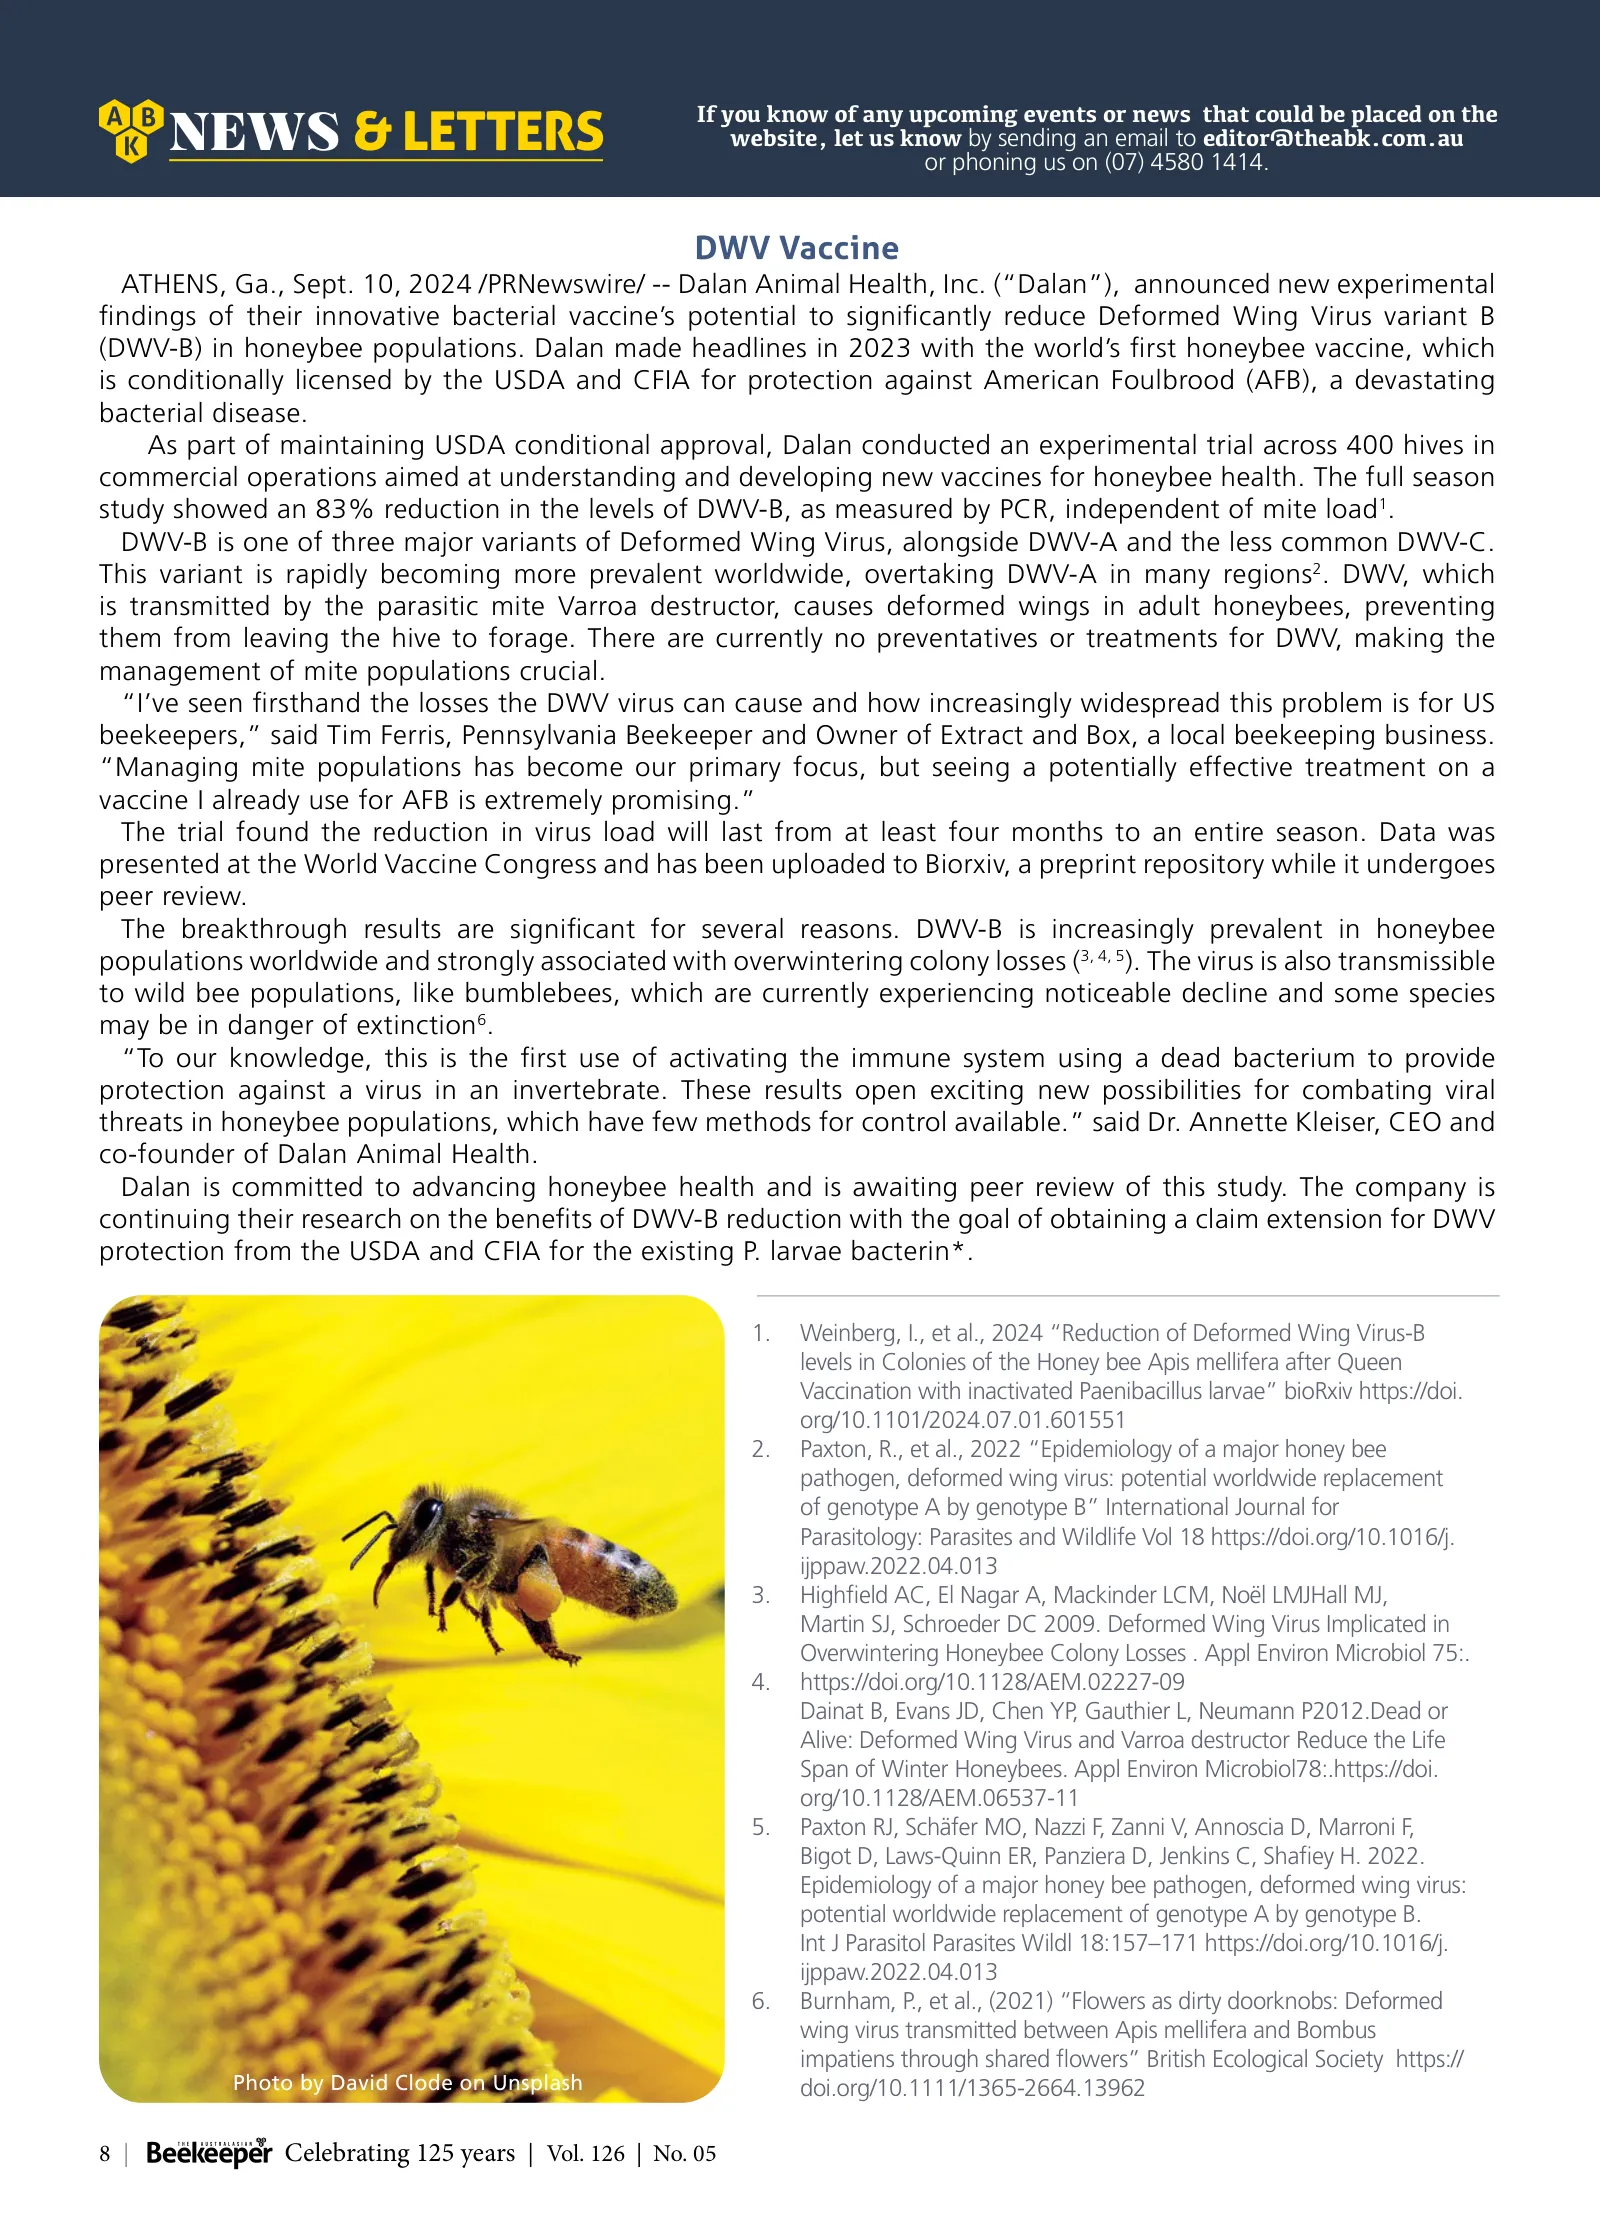 A B K NEWS & LETTERS
If you know of any upcoming events or news that could be placed on the
website, let us know by sending an email to editor@theabk.com.au
or phoning us on (07) 4580 1414.
DWV Vaccine
ATHENS, Ga., Sept. 10, 2024 /PRNewswire/ -- Dalan Animal Health, Inc. (“Dalan”), announced new experimental
findings of their innovative bacterial vaccine’s potential to significantly reduce Deformed Wing Virus variant B
(DWV-B) in honeybee populations. Dalan made headlines in 2023 with the world’s first honeybee vaccine, which
is conditionally licensed by the USDA and CFIA for protection against American Foulbrood (AFB), a devastating
bacterial disease.
As part of maintaining USDA conditional approval, Dalan conducted an experimental trial across 400 hives in
commercial operations aimed at understanding and developing new vaccines for honeybee health. The full season
study showed an 83% reduction in the levels of DWV-B, as measured by PCR, independent of mite load¹.
DWV-B is one of three major variants of Deformed Wing Virus, alongside DWV-A and the less common DWV-C.
This variant is rapidly becoming more prevalent worldwide, overtaking DWV-A in many regions². DWV, which
is transmitted by the parasitic mite Varroa destructor, causes deformed wings in adult honeybees, preventing
them from leaving the hive to forage. There are currently no preventatives or treatments for DWV, making the
management of mite populations crucial.
“I’ve seen firsthand the losses the DWV virus can cause and how increasingly widespread this problem is for US
beekeepers,” said Tim Ferris, Pennsylvania Beekeeper and Owner of Extract and Box, a local beekeeping business.
“Managing mite populations has become our primary focus, but seeing a potentially effective treatment on a
vaccine I already use for AFB is extremely promising.”
The trial found the reduction in virus load will last from at least four months to an entire season. Data was
presented at the World Vaccine Congress and has been uploaded to Biorxiv, a preprint repository while it undergoes
peer review.
The breakthrough results are significant for several reasons. DWV-B is increasingly prevalent in honeybee
populations worldwide and strongly associated with overwintering colony losses (³, ⁴, ⁵). The virus is also transmissible
to wild bee populations, like bumblebees, which are currently experiencing noticeable decline and some species
may be in danger of extinction⁶.
“To our knowledge, this is the first use of activating the immune system using a dead bacterium to provide
protection against a virus in an invertebrate. These results open exciting new possibilities for combating viral
threats in honeybee populations, which have few methods for control available.” said Dr. Annette Kleiser, CEO and
co-founder of Dalan Animal Health.
Dalan is committed to advancing honeybee health and is awaiting peer review of this study. The company is
continuing their research on the benefits of DWV-B reduction with the goal of obtaining a claim extension for DWV
protection from the USDA and CFIA for the existing P. larvae bacterin*.
Photo by David Clode on Unsplash
1. Weinberg, I., et al., 2024 “Reduction of Deformed Wing Virus-B
levels in Colonies of the Honey bee Apis mellifera after Queen
Vaccination with inactivated Paenibacillus larvae” bioRxiv https://doi.
org/10.1101/2024.07.01.601551
2. Paxton, R., et al., 2022 “Epidemiology of a major honey bee
pathogen, deformed wing virus: potential worldwide replacement
of genotype A by genotype B” International Journal for
Parasitology: Parasites and Wildlife Vol 18 https://doi.org/10.1016/j.
ijppaw.2022.04.013
3. Highfield AC, El Nagar A, Mackinder LCM, Noël LMJHall MJ,
Martin SJ, Schroeder DC 2009. Deformed Wing Virus Implicated in
Overwintering Honeybee Colony Losses . Appl Environ Microbiol 75:.
4. https://doi.org/10.1128/AEM.02227-09
Dainat B, Evans JD, Chen YP, Gauthier L, Neumann P2012.Dead or
Alive: Deformed Wing Virus and Varroa destructor Reduce the Life
Span of Winter Honeybees. Appl Environ Microbiol78:.https://doi.
org/10.1128/AEM.06537-11
5. Paxton RJ, Schäfer MO, Nazzi F, Zanni V, Annoscia D, Marroni F,
Bigot D, Laws-Quinn ER, Panziera D, Jenkins C, Shafiey H. 2022.
Epidemiology of a major honey bee pathogen, deformed wing virus:
potential worldwide replacement of genotype A by genotype B.
Int J Parasitol Parasites Wildl 18:157–171 https://doi.org/10.1016/j.
ijppaw.2022.04.013
6. Burnham, P., et al., (2021) “Flowers as dirty doorknobs: Deformed
wing virus transmitted between Apis mellifera and Bombus
impatiens through shared flowers” British Ecological Society https://
doi.org/10.1111/1365-2664.13962
8 | THE AUSTRALASIAN Beekeeper Celebrating 125 years | Vol. 126 | No. 05